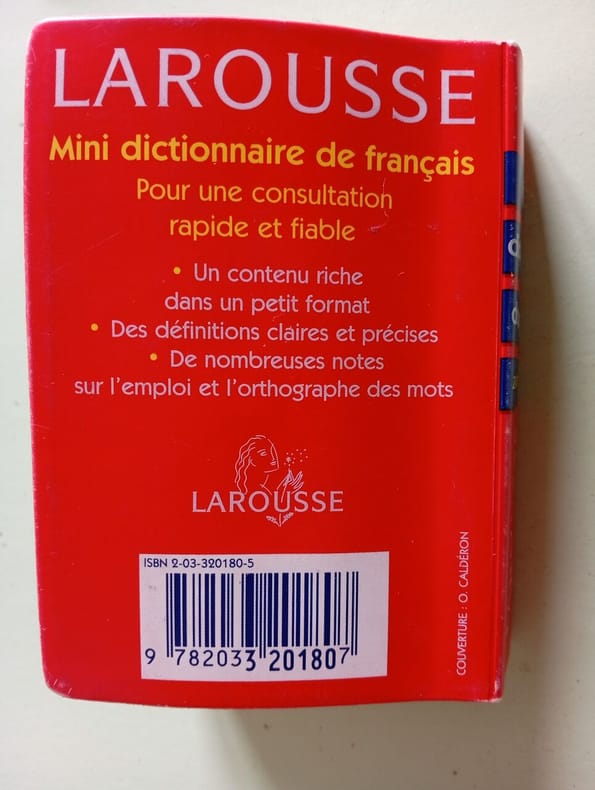 LAROUSSE
Mini dictionnaire de français
Pour une consultation
rapide et fiable
• Un contenu riche
dans un petit format
• Des définitions claires et précises
• De nombreuses notes
sur l'emploi et l'orthographe des mots
LAROUSSE
ISBN 2-03-320180-5
9 782033 201807
COUVERTURE : O. CALDÉRON